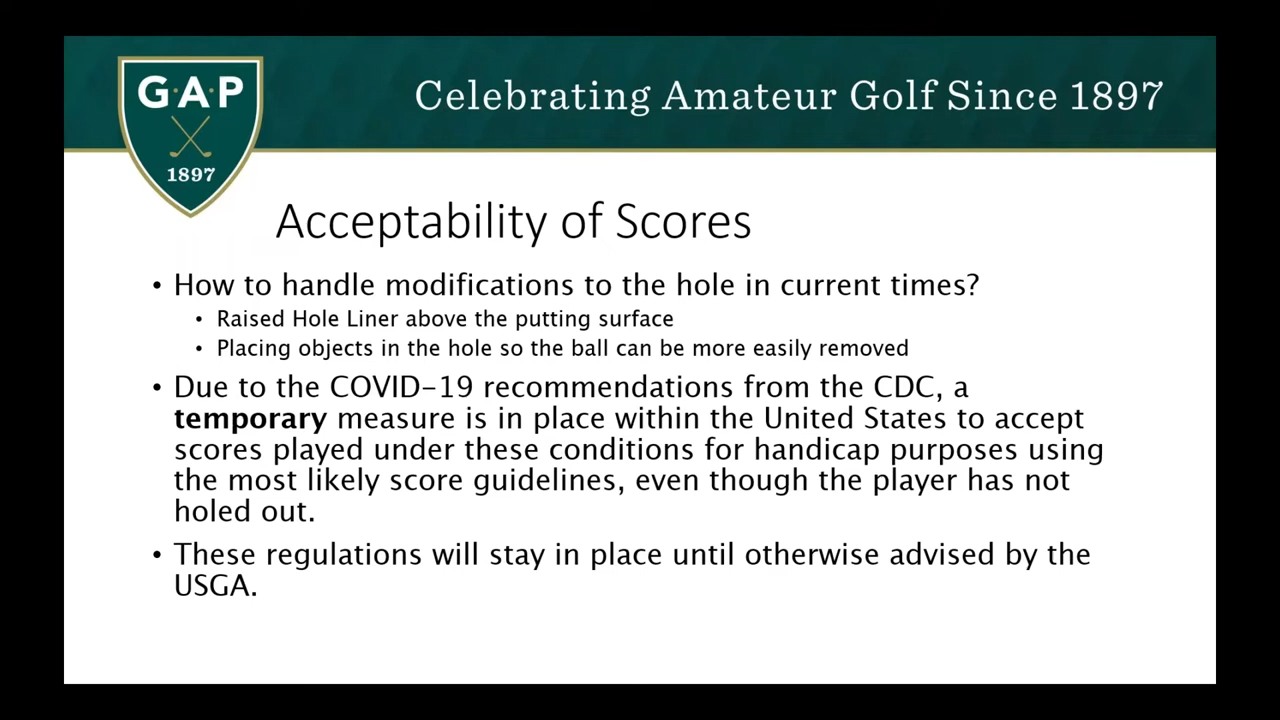 G·A·P
1897
Celebrating Amateur Golf Since 1897
Acceptability of Scores
• How to handle modifications to the hole in current times?
• Raised Hole Liner above the putting surface
• Placing objects in the hole so the ball can be more easily removed
• Due to the COVID-19 recommendations from the CDC, a
temporary measure is in place within the United States to accept
scores played under these conditions for handicap purposes using
the most likely score guidelines, even though the player has not
holed out.
• These regulations will stay in place until otherwise advised by the
USGA.